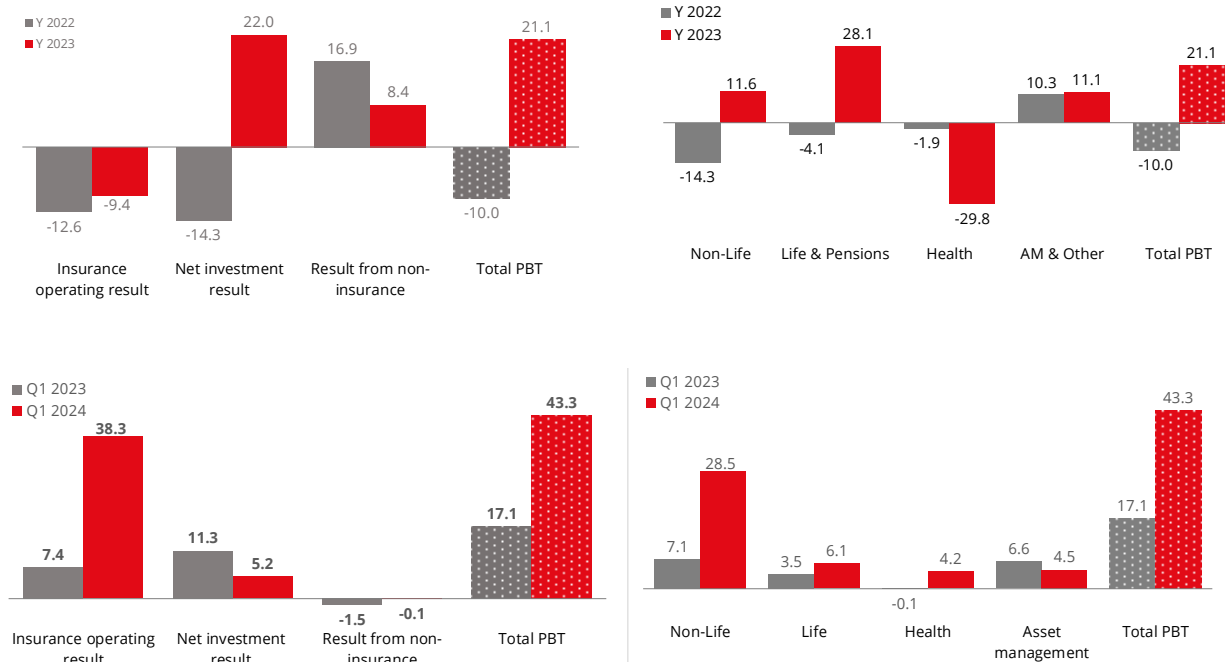 Y 2022
Y 2023
-12.6
-9.4
-14.3
22.0
16.9
8.4
-10.0
21.1
Insurance
operating result
Net investment
result
Result from non-
insurance
Total PBT
Y 2022
Y 2023
-14.3
11.6
-4.1
28.1
-1.9
-29.8
10.3
11.1
-10.0
21.1
Non-Life
Life & Pensions
Health
AM & Other
Total PBT
Q1 2023
Q1 2024
7.4
38.3
11.3
5.2
-1.5
-0.1
17.1
43.3
Insurance operating
result
Net investment
result
Result from non-
insurance
Total PBT
Q1 2023
Q1 2024
7.1
28.5
3.5
6.1
-0.1
4.2
6.6
4.5
17.1
43.3
Non-Life
Life
Health
Asset
management
Total PBT